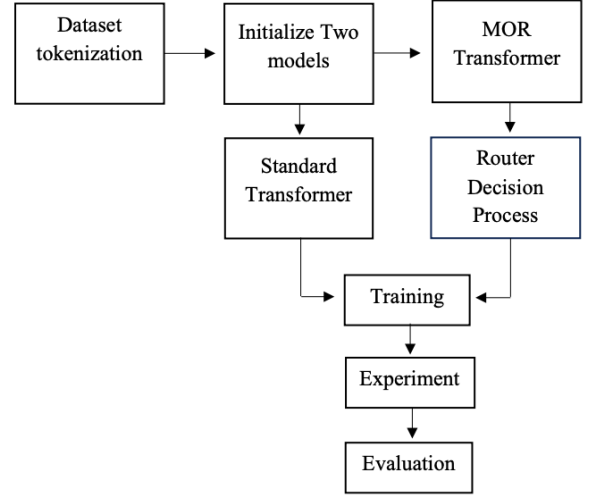 Dataset
tokenization
Initialize Two
models
MOR
Transformer
Standard
Transformer
Router
Decision
Process
Training
Experiment
Evaluation